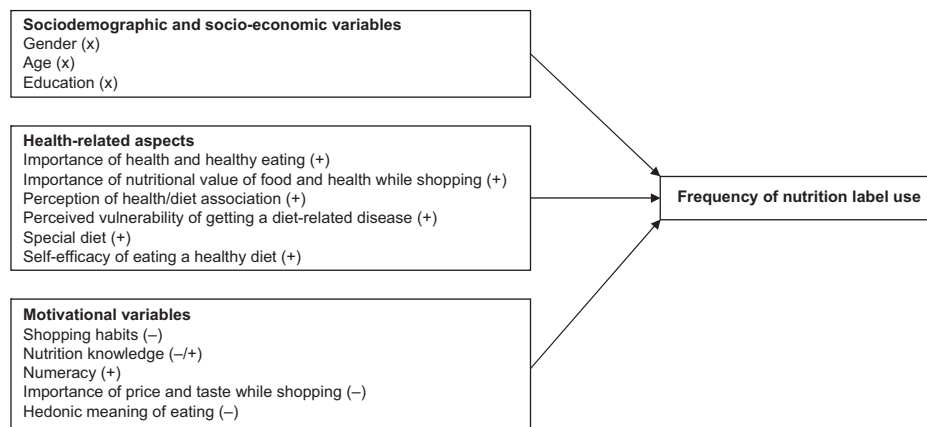 Sociodemographic and socio-economic variables
Gender (x)
Age (x)
Education (x)
Health-related aspects
Importance of health and healthy eating (+)
Importance of nutritional value of food and health while shopping (+)
Perception of health/diet association (+)
Perceived vulnerability of getting a diet-related disease (+)
Special diet (+)
Self-efficacy of eating a healthy diet (+)
Motivational variables
Shopping habits (–)
Nutrition knowledge (–/+)
Numeracy (+)
Importance of price and taste while shopping (–)
Hedonic meaning of eating (–)
Frequency of nutrition label use